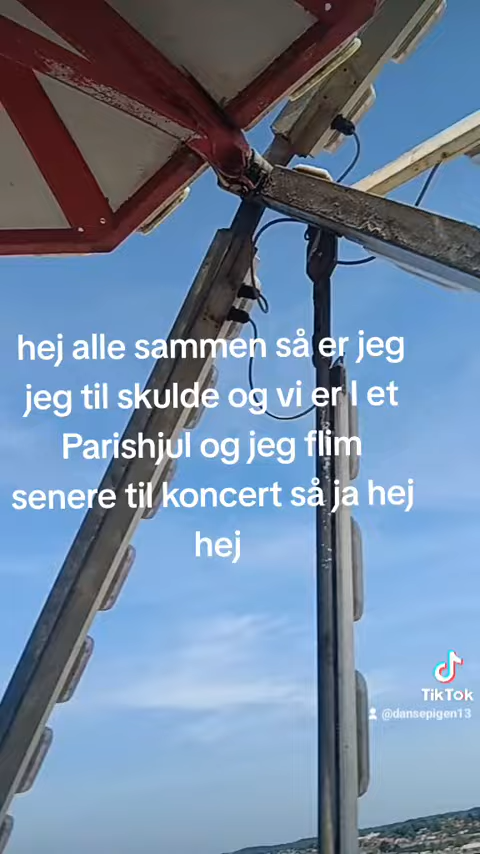 hej alle sammen så er jeg
jeg til skulde og vi er I et
Parishjul og jeg flim
senere til koncert så ja hej
hej
TikTok
@dansepigen13